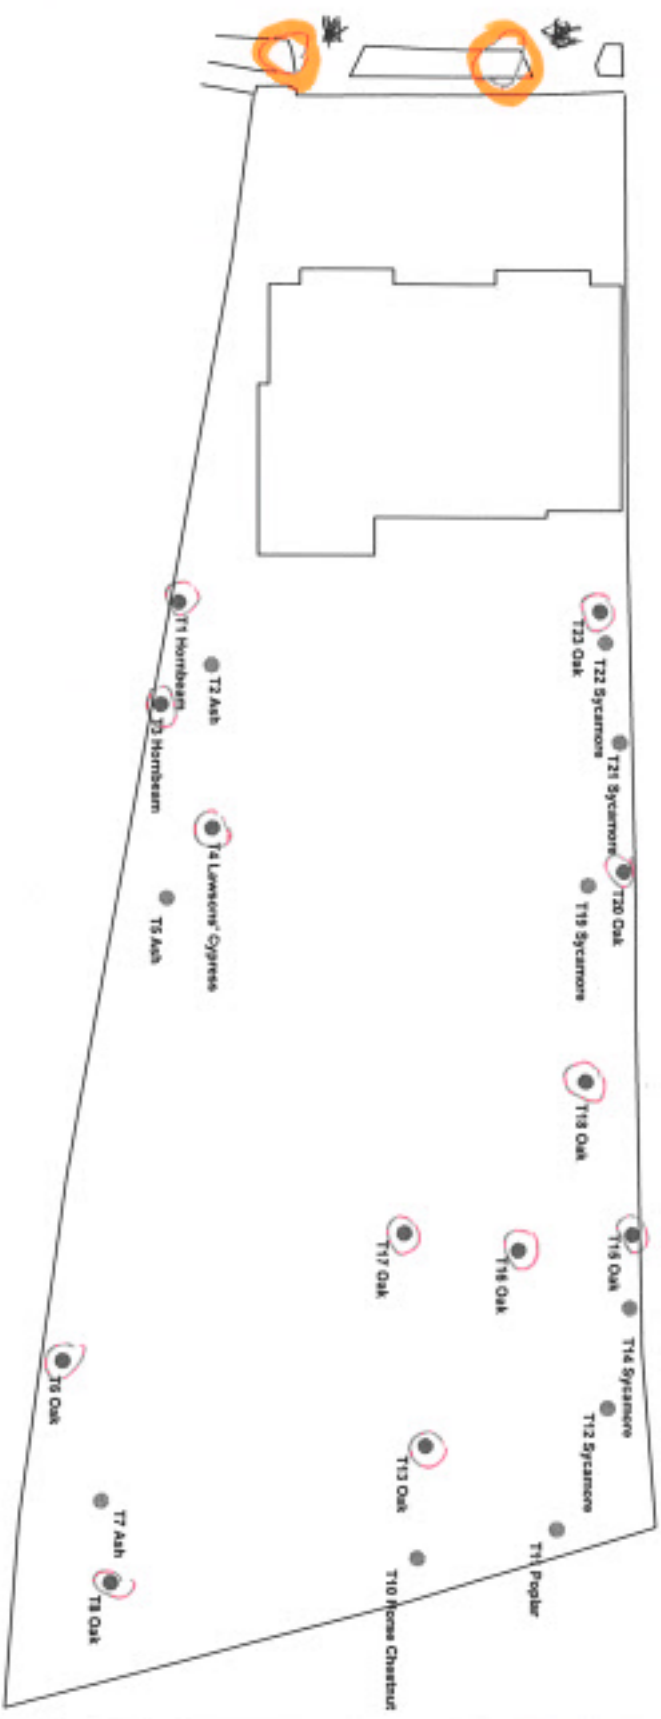 T1 Hornbeam
T2 Ash
T3 Hornbeam
T4 Lawsons' Cypress
T5 Ash
T6 Oak
T7 Ash
T8 Oak
T10 Horse Chestnut
T11 Poplar
T12 Sycamore
T13 Oak
T14 Sycamore
T15 Oak
T16 Oak
T17 Oak
T18 Oak
T19 Sycamore
T20 Oak
T21 Sycamore
T22 Sycamore
T23 Oak